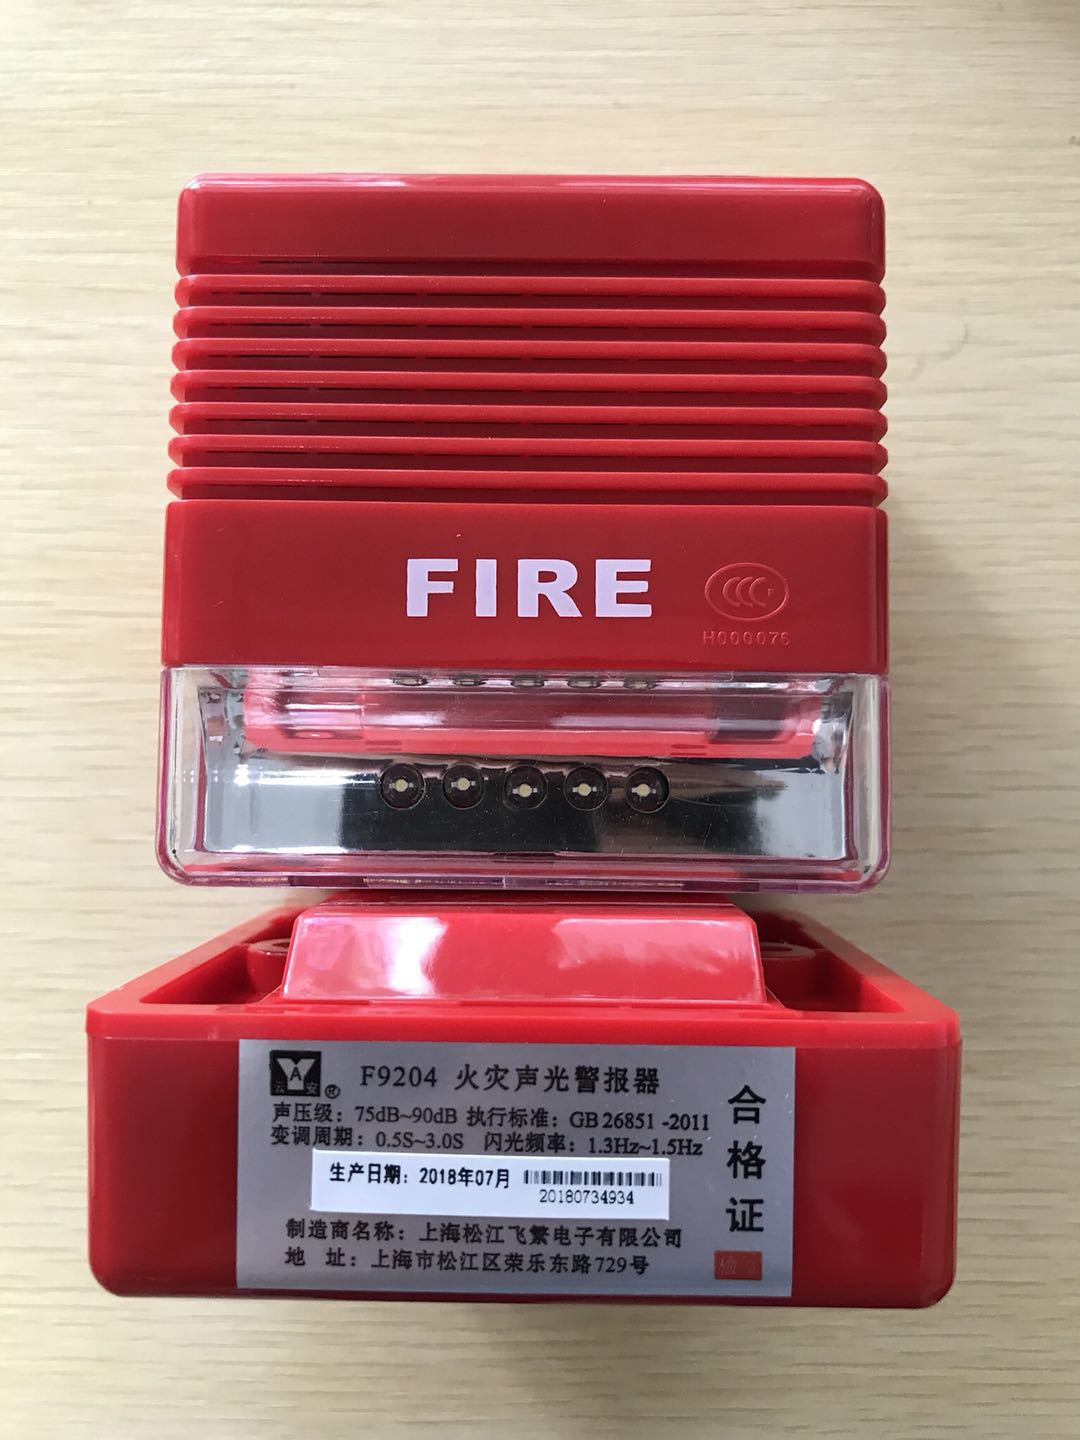 FIRE
CCC F
H000076
YA 云安 ® F9204 火灾声光警报器
声压级：75dB~90dB 执行标准：GB 26851 -2011
变调周期：0.5S~3.0S 闪光频率：1.3Hz~1.5Hz
生产日期：2018年07月
20180734934
制造商名称：上海松江飞繁电子有限公司
地 址：上海市松江区荣乐东路729号
合格证